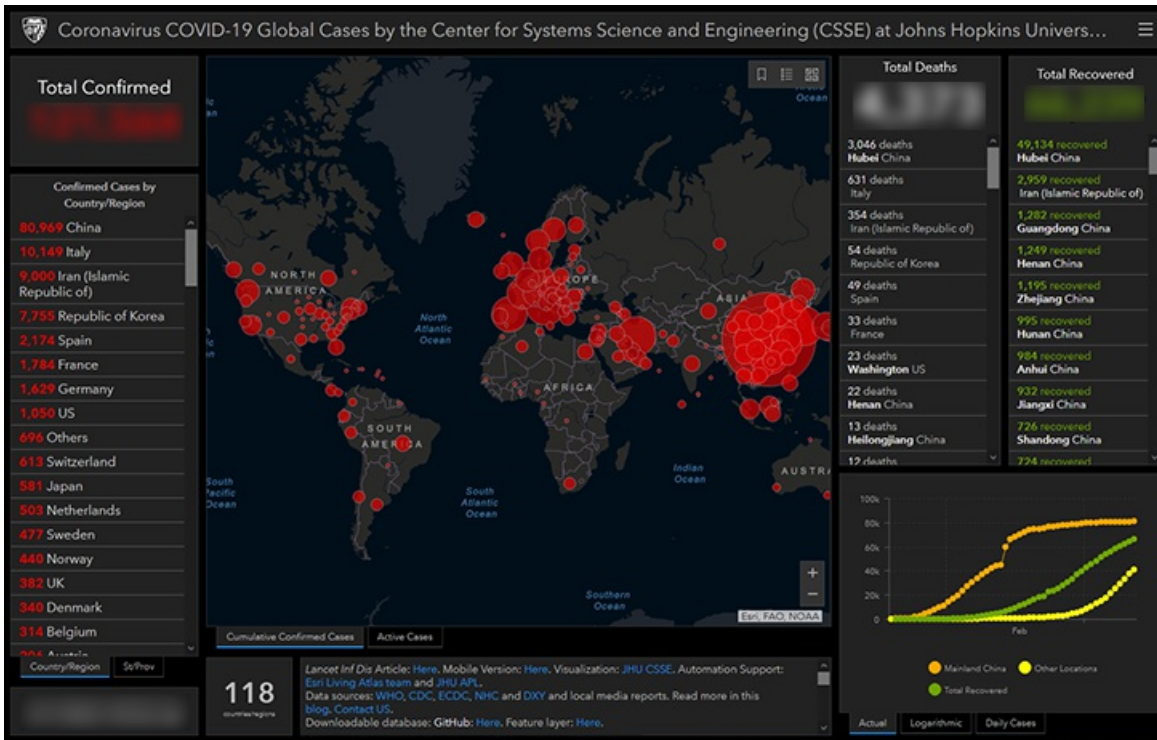 Coronavirus COVID-19 Global Cases by the Center for Systems Science and Engineering (CSSE) at Johns Hopkins Univers...
Total Confirmed
Confirmed Cases by
Country/Region
80,969 China
10,149 Italy
9,000 Iran (Islamic
Republic of)
7,755 Republic of Korea
2,174 Spain
1,784 France
1,629 Germany
1,050 US
696 Others
613 Switzerland
581 Japan
503 Netherlands
477 Sweden
440 Norway
382 UK
340 Denmark
314 Belgium
Country/Region
St/Prov
Ocean
NORTH
AMERICA
North
Atlantic
Ocean
ASIA
AFRICA
SOUTH
AMERICA
South
Pacific
Ocean
South
Atlantic
Ocean
Indian
Ocean
AUSTRA
Southern
Ocean
+
−
Esri, FAO, NOAA
Cumulative Confirmed Cases
Active Cases
118
countries/regions
Lancet Inf Dis Article: Here. Mobile Version: Here. Visualization: JHU CSSE. Automation Support:
Esri Living Atlas team and JHU APL.
Data sources: WHO, CDC, ECDC, NHC and DXY and local media reports. Read more in this
blog. Contact US.
Downloadable database: GitHub: Here. Feature layer: Here.
Total Deaths
3,046 deaths
Hubei China
631 deaths
Italy
354 deaths
Iran (Islamic Republic of)
54 deaths
Republic of Korea
49 deaths
Spain
33 deaths
France
23 deaths
Washington US
22 deaths
Henan China
13 deaths
Heilongjiang China
12 deaths
Total Recovered
49,134 recovered
Hubei China
2,959 recovered
Iran (Islamic Republic of)
1,282 recovered
Guangdong China
1,249 recovered
Henan China
1,195 recovered
Zhejiang China
995 recovered
Hunan China
984 recovered
Anhui China
932 recovered
Jiangxi China
726 recovered
Shandong China
724 recovered
100k
80k
60k
40k
20k
0
Feb
Mainland China
Other Locations
Total Recovered
Actual
Logarithmic
Daily Cases